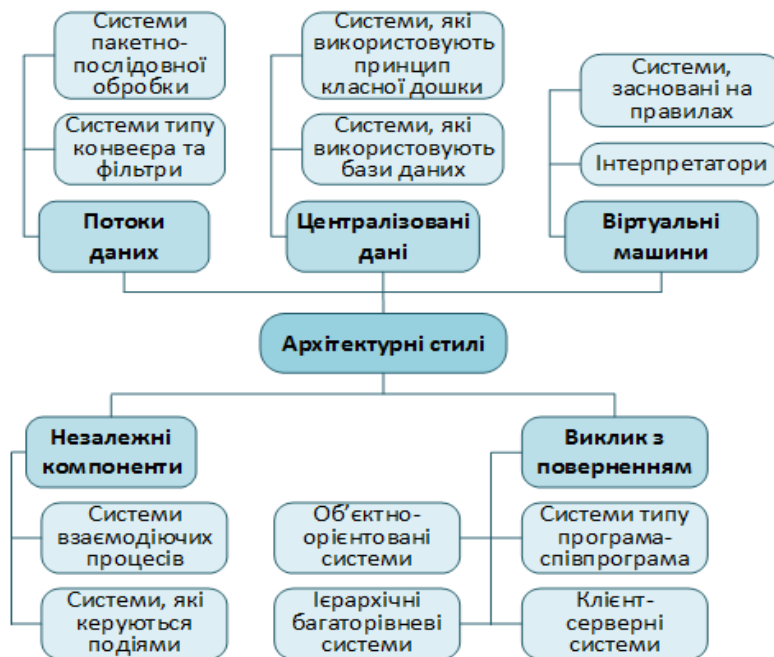 Системи
пакетно-
послідовної
обробки
Системи типу
конвеєра та
фільтри
Потоки
даних
Системи, які
використовують
принцип
класної дошки
Системи, які
використовують
бази даних
Централізовані
дані
Системи,
засновані на
правилах
Інтерпретатори
Віртуальні
машини
Архітектурні стилі
Незалежні
компоненти
Системи
взаємодіючих
процесів
Системи, які
керуються
подіями
Виклик з
поверненням
Об’єктно-
орієнтовані
системи
Системи типу
програма-
співпрограма
Ієрархічні
багаторівневі
системи
Клієнт-
серверні
системи